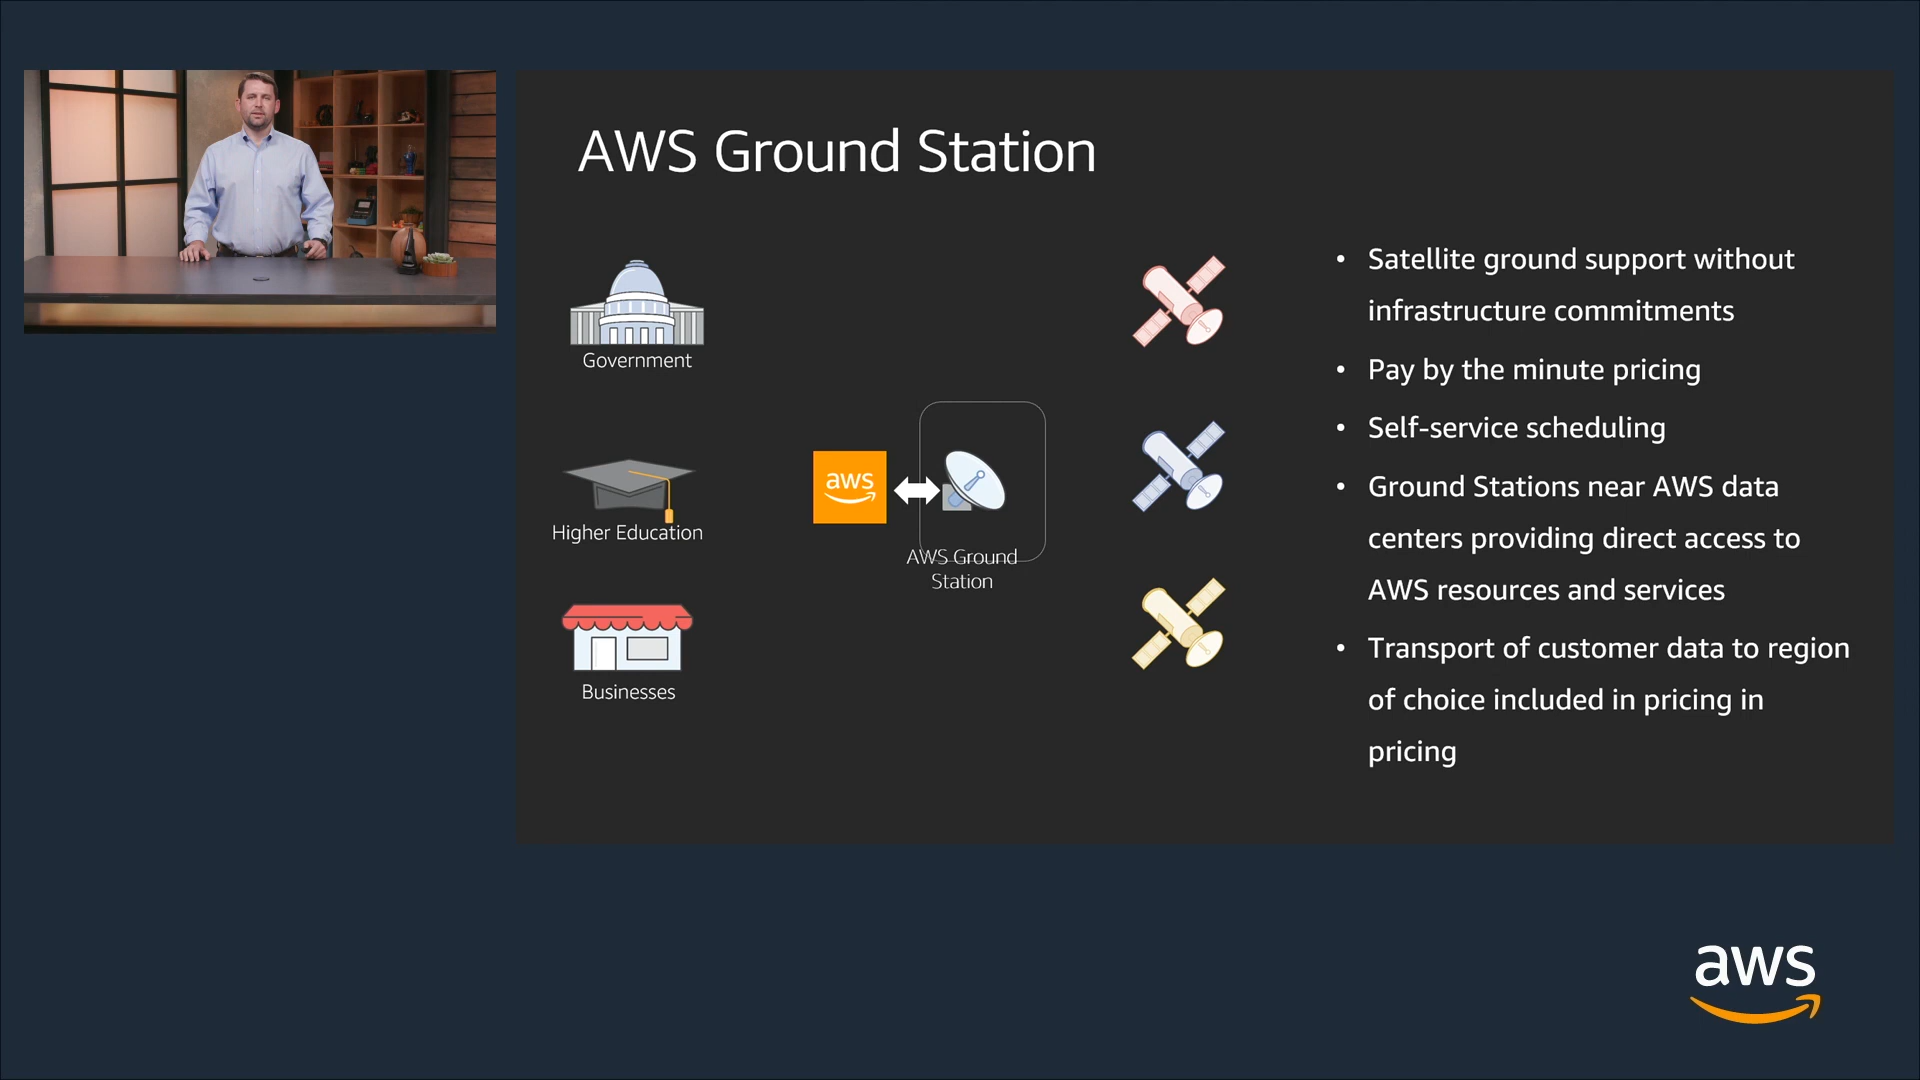 AWS Ground Station
Government
Higher Education
Businesses
aws
AWS Ground
Station
• Satellite ground support without
infrastructure commitments
• Pay by the minute pricing
• Self-service scheduling
• Ground Stations near AWS data
centers providing direct access to
AWS resources and services
• Transport of customer data to region
of choice included in pricing in
pricing
aws